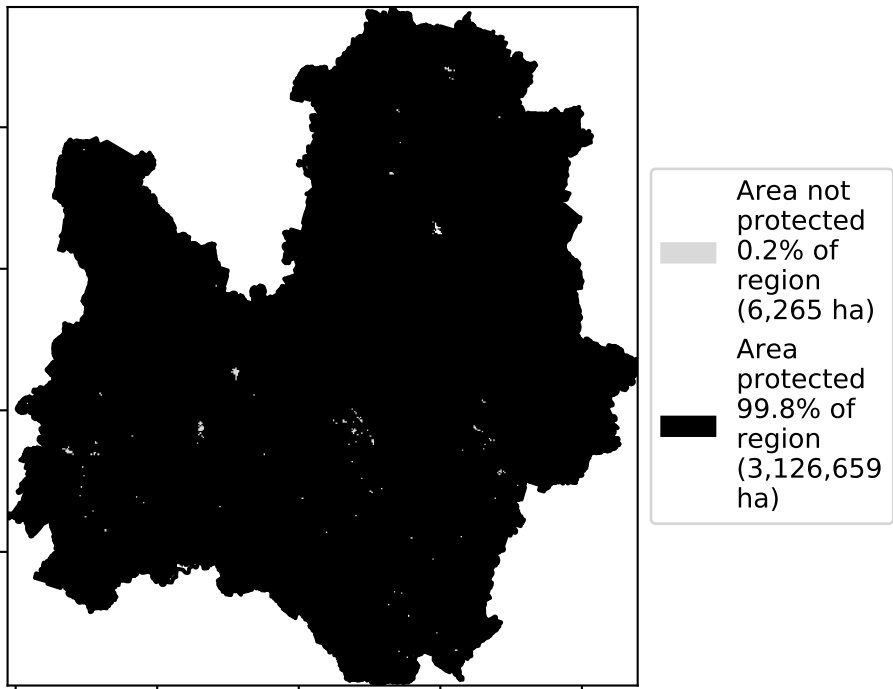 Area not
protected
0.2% of
region
(6,265 ha)
Area
protected
99.8% of
region
(3,126,659
ha)